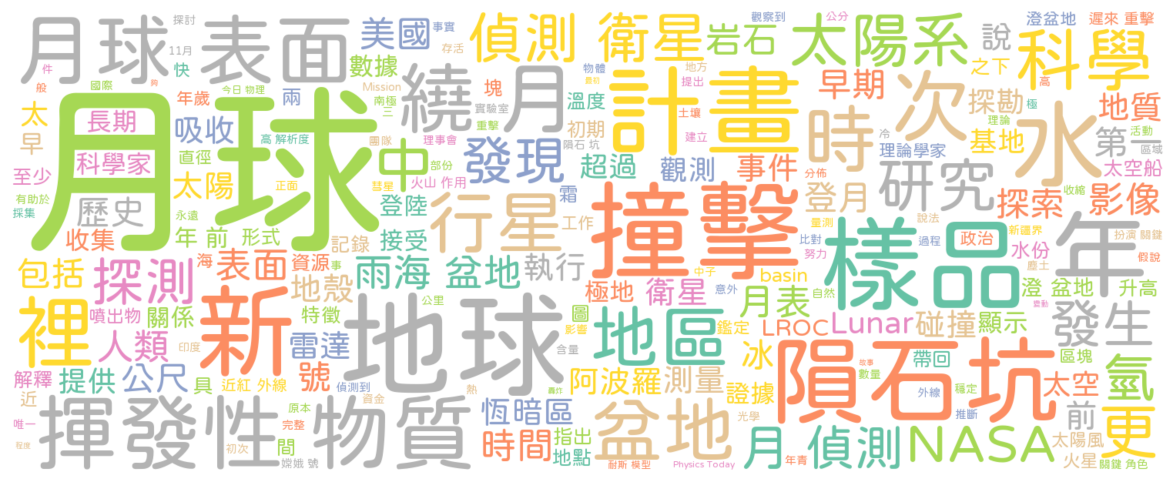 月球表面
美國
事實
偵測
衛星
岩石
太陽系
觀察到
公分
說
澄盆地
遲來 重擊
探討
11月
快
件
般
國際
存活
數據
Mission
物體
地方
提出
之下
科學
高
年歲
兩
南極
三
繞月
塊
實驗室
重擊
溫度
計畫
土壤
早期
時
次
探勘
極
理論
地質
太早
長期
吸收
今日 物理
高 解析度
團隊
理事會
初期
隕石 坑
建立
冷
理論學家
基地
水
第一
活動
區域
月球
科學家
直徑
中
部份
發現
超過
觀測
事件
分佈
太空船
至少
太陽
正面
彗星
火山 作用
霜
撞擊
登月
研究
收縮
有助於
採集
歷史
永遠
登陸
行星
工作
量測
說法
新疆界
探索
影像
收集
年 前
形式
記錄
接受
樣品
比對
努力
過程
政治
扮演 關鍵
年
水份
假說
塵土
包括
探測
海
表面
資源
事
雨海 盆地
執行
中子
basin
澄 盆地
升高
地殼
公里
極地
衛星
意外
月表
自然
噴出物
關係
特徵
圖
影響
裡
新
地球
地區
鑑定
LROC
Lunar
碰撞
顯示
發生
人類
印度
雷達
含量
冰
隕石坑
帶回
區塊
氫
解釋
提供
公尺
號
具
近紅 外線
偵測到
熱
阿波羅
測量
證據
數量
外線
穩定
太空
近
資金
推斷
唯一
揮發性物質
原本
完整
恆暗區
盆地
光學
前
更
初次
間
時間
指出
地點
月
偵測
NASA
太陽風
火星
程度
嫦娥 號
耐斯 模型
Physics Today
年青
關鍵 角色